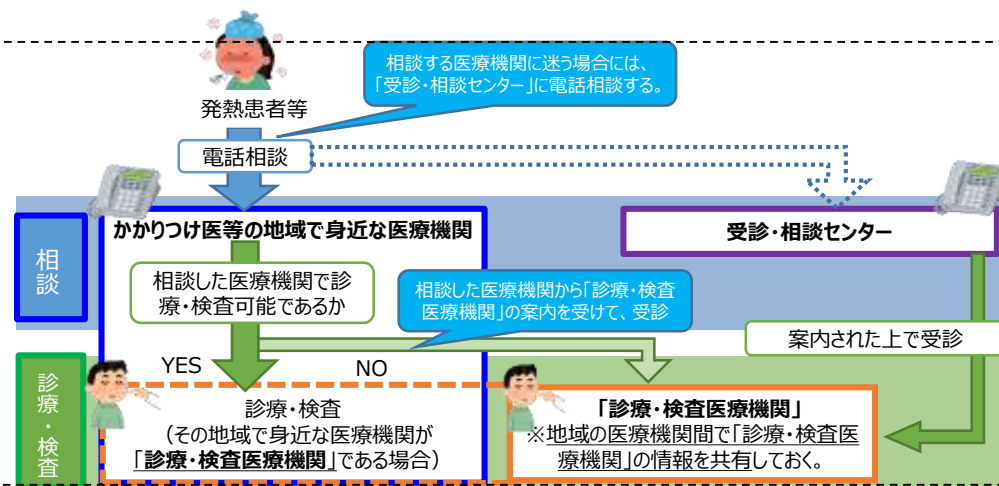 相談する医療機関に迷う場合には、
「受診・相談センター」に電話相談する。
発熱患者等
電話相談
相談
かかりつけ医等の地域で身近な医療機関
受診・相談センター
相談した医療機関で診
療・検査可能であるか
相談した医療機関から「診療・検査
医療機関」の案内を受けて、受診
案内された上で受診
YES
NO
診療・検査
診療・検査
(その地域で身近な医療機関が
「診療・検査医療機関」である場合)
「診療・検査医療機関」
※地域の医療機関間で「診療・検査医
療機関」の情報を共有しておく。